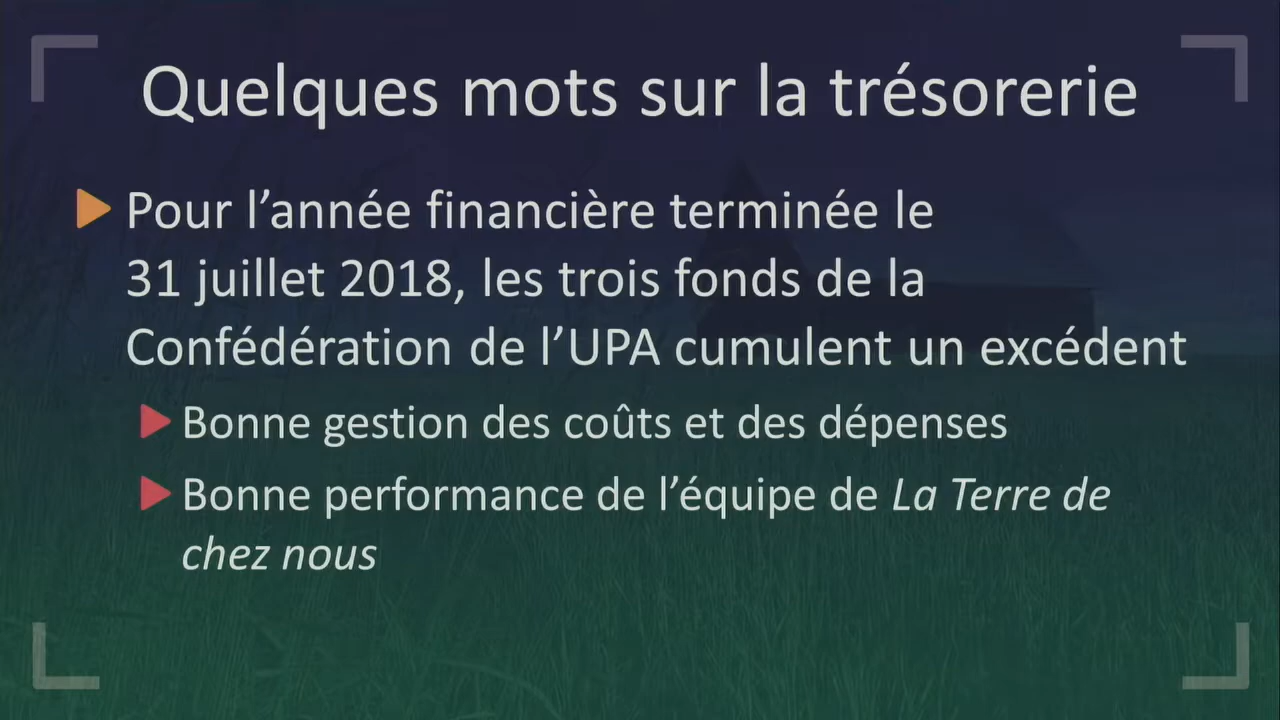 Quelques mots sur la trésorerie
Pour l’année financière terminée le
31 juillet 2018, les trois fonds de la
Confédération de l’UPA cumulent un excédent
Bonne gestion des coûts et des dépenses
Bonne performance de l’équipe de La Terre de
chez nous